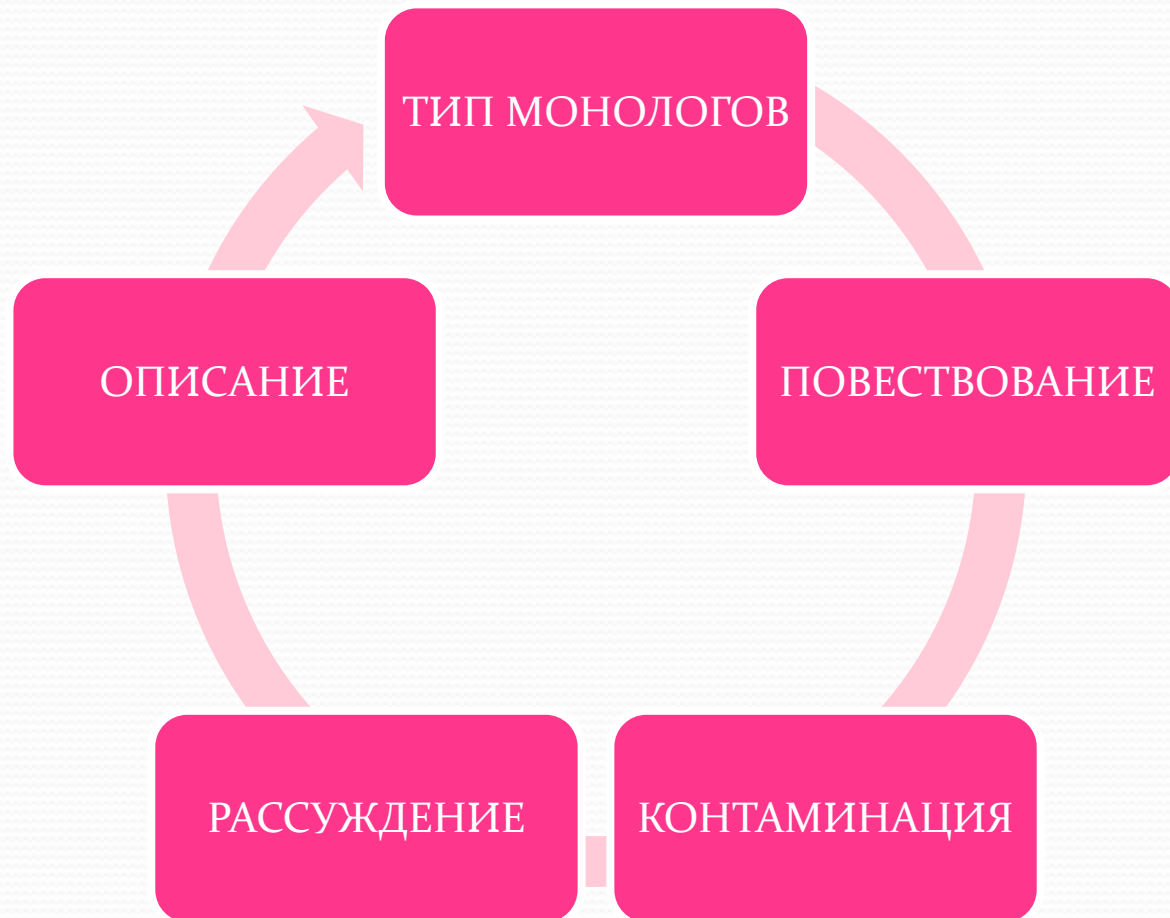 ТИП МОНОЛОГОВ
ОПИСАНИЕ
ПОВЕСТВОВАНИЕ
РАССУЖДЕНИЕ
КОНТАМИНАЦИЯ